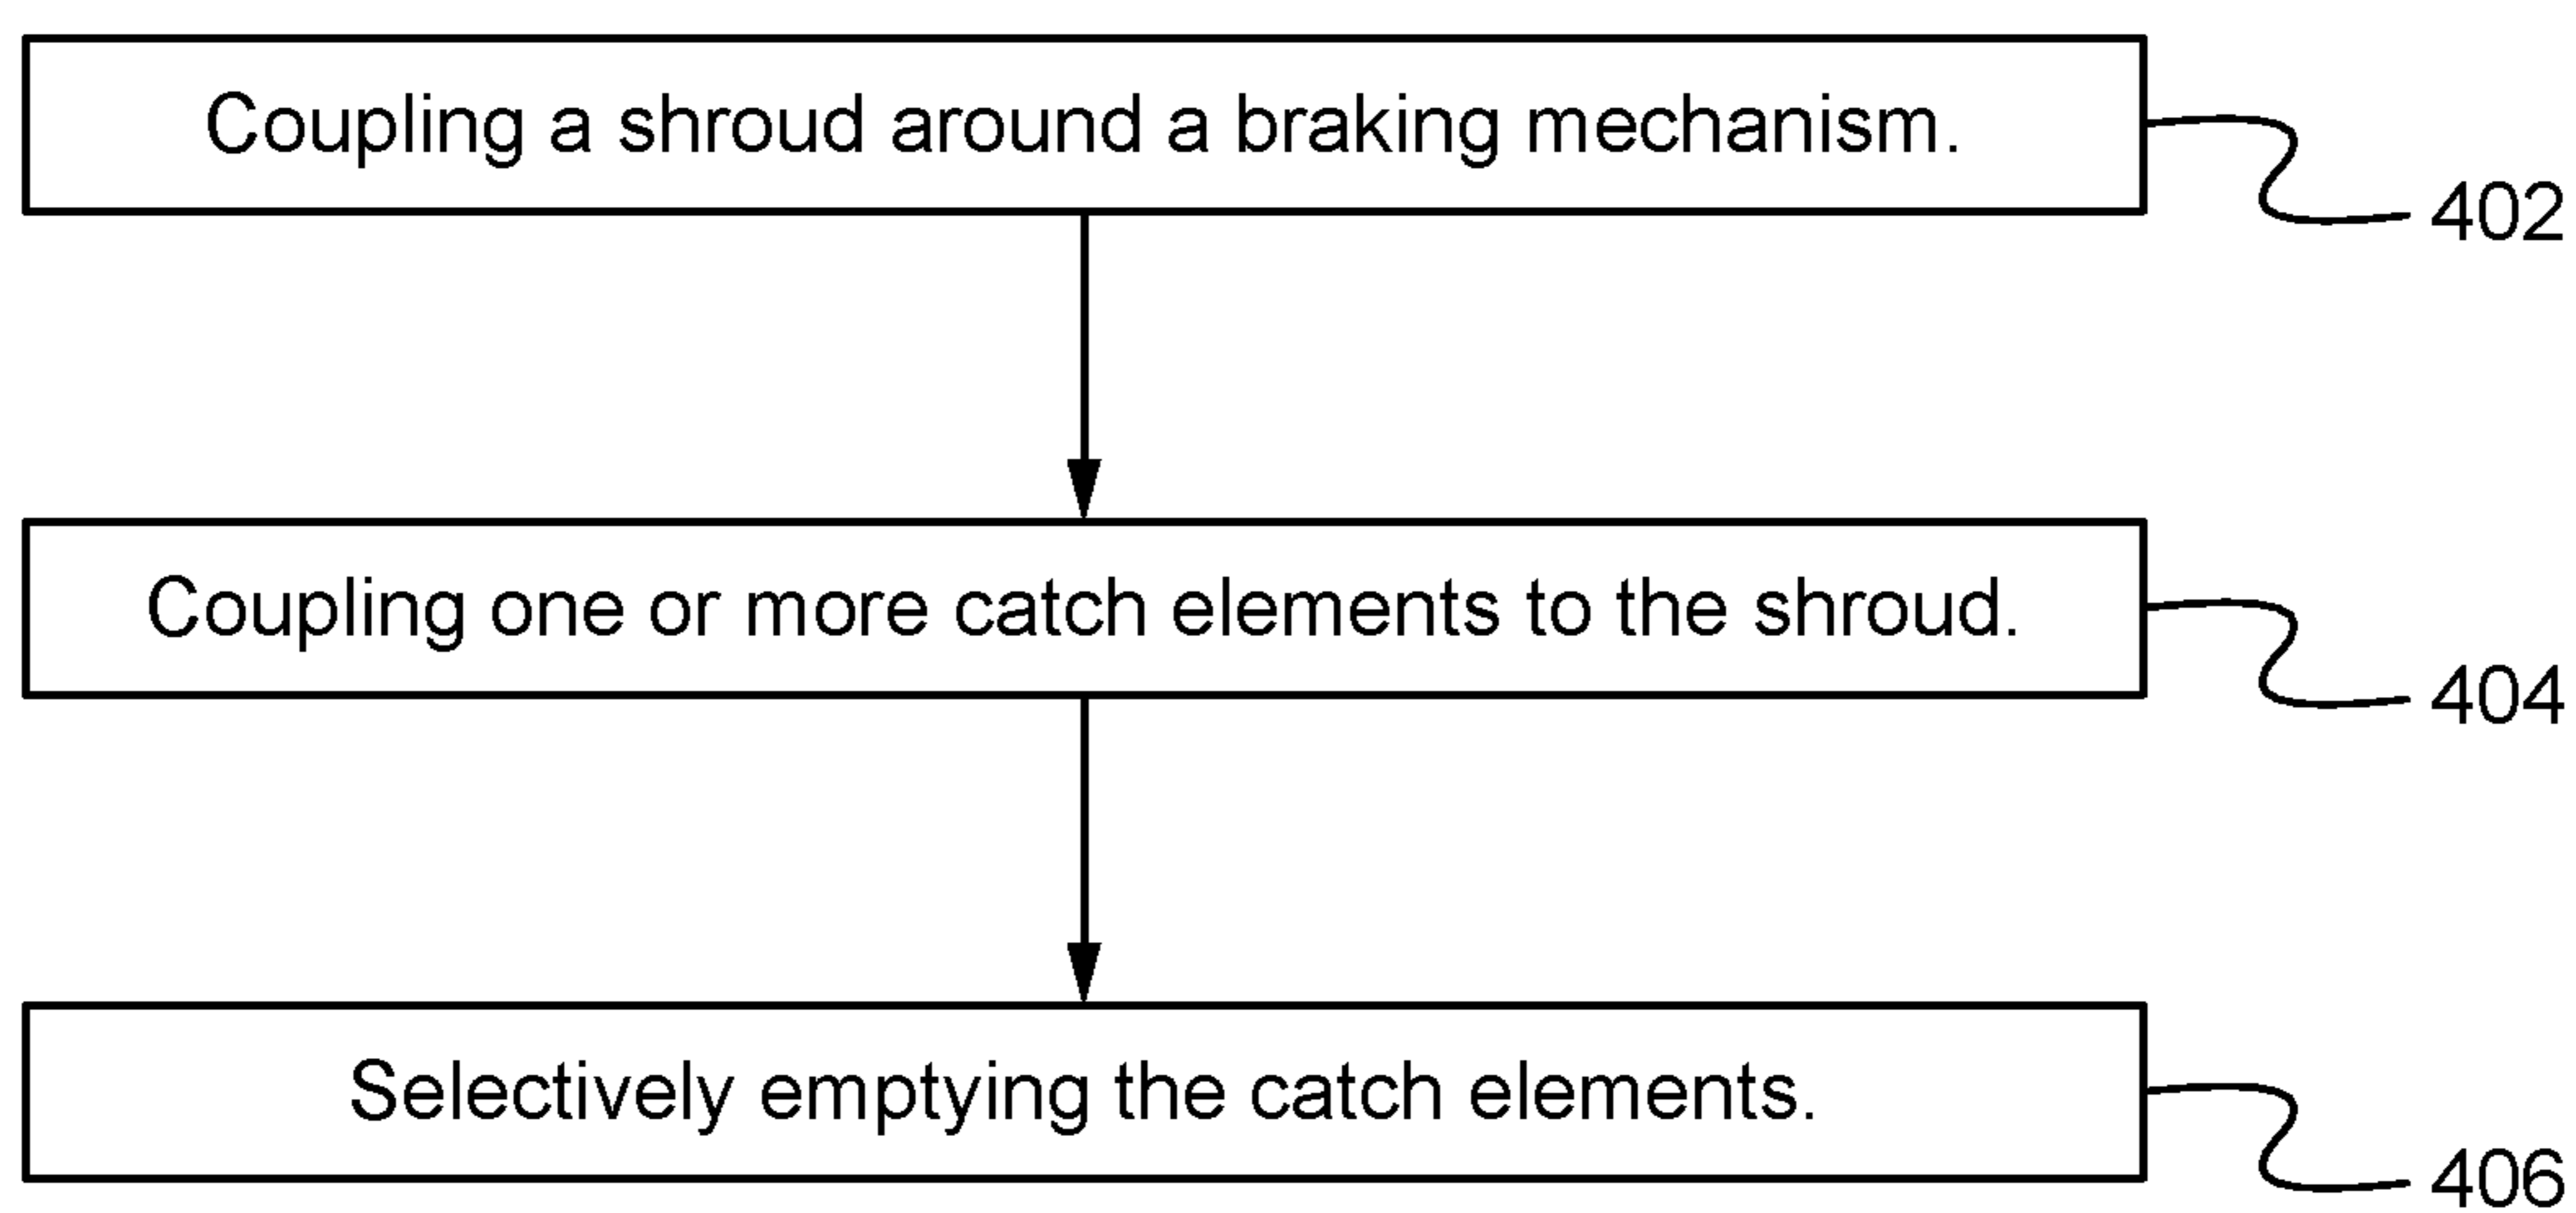 Coupling a shroud around a braking mechanism.
402
Coupling one or more catch elements to the shroud.
404
Selectively emptying the catch elements.
406